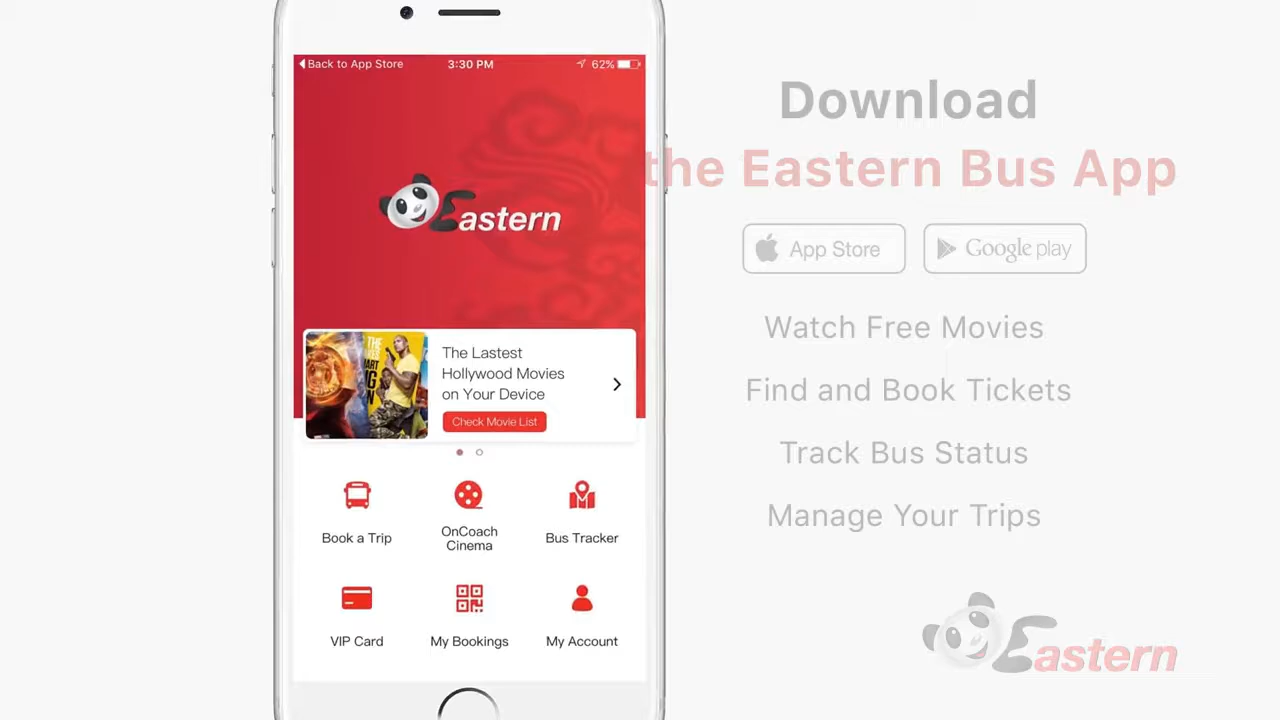 Back to App Store
3:30 PM
62%
Eastern
The Lastest
Hollywood Movies
on Your Device
Check Movie List
Book a Trip
OnCoach
Cinema
Bus Tracker
VIP Card
My Bookings
My Account
Download
the Eastern Bus App
App Store
Google play
Watch Free Movies
Find and Book Tickets
Track Bus Status
Manage Your Trips
Eastern